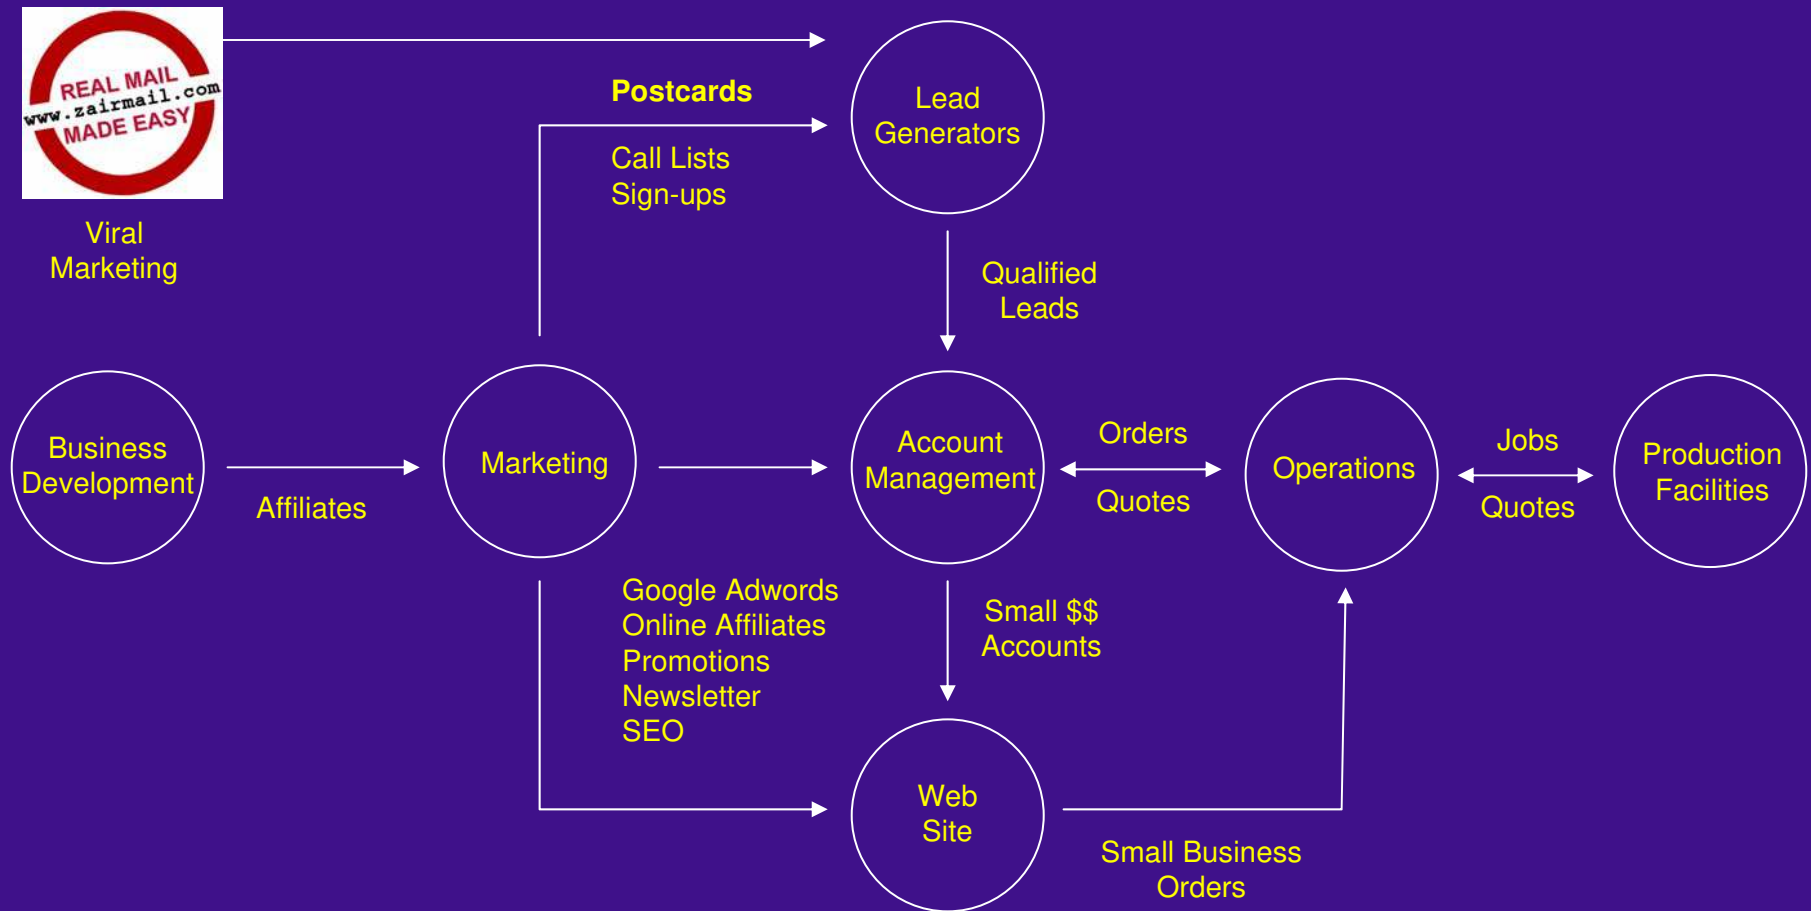 REAL MAIL
www.zairmail.com
MADE EASY
Viral
Marketing
Postcards
Call Lists
Sign-ups
Lead
Generators
Qualified
Leads
Business
Development
Affiliates
Marketing
Account
Management
Orders
Quotes
Operations
Jobs
Quotes
Production
Facilities
Google Adwords
Online Affiliates
Promotions
Newsletter
SEO
Small $$
Accounts
Web
Site
Small Business
Orders